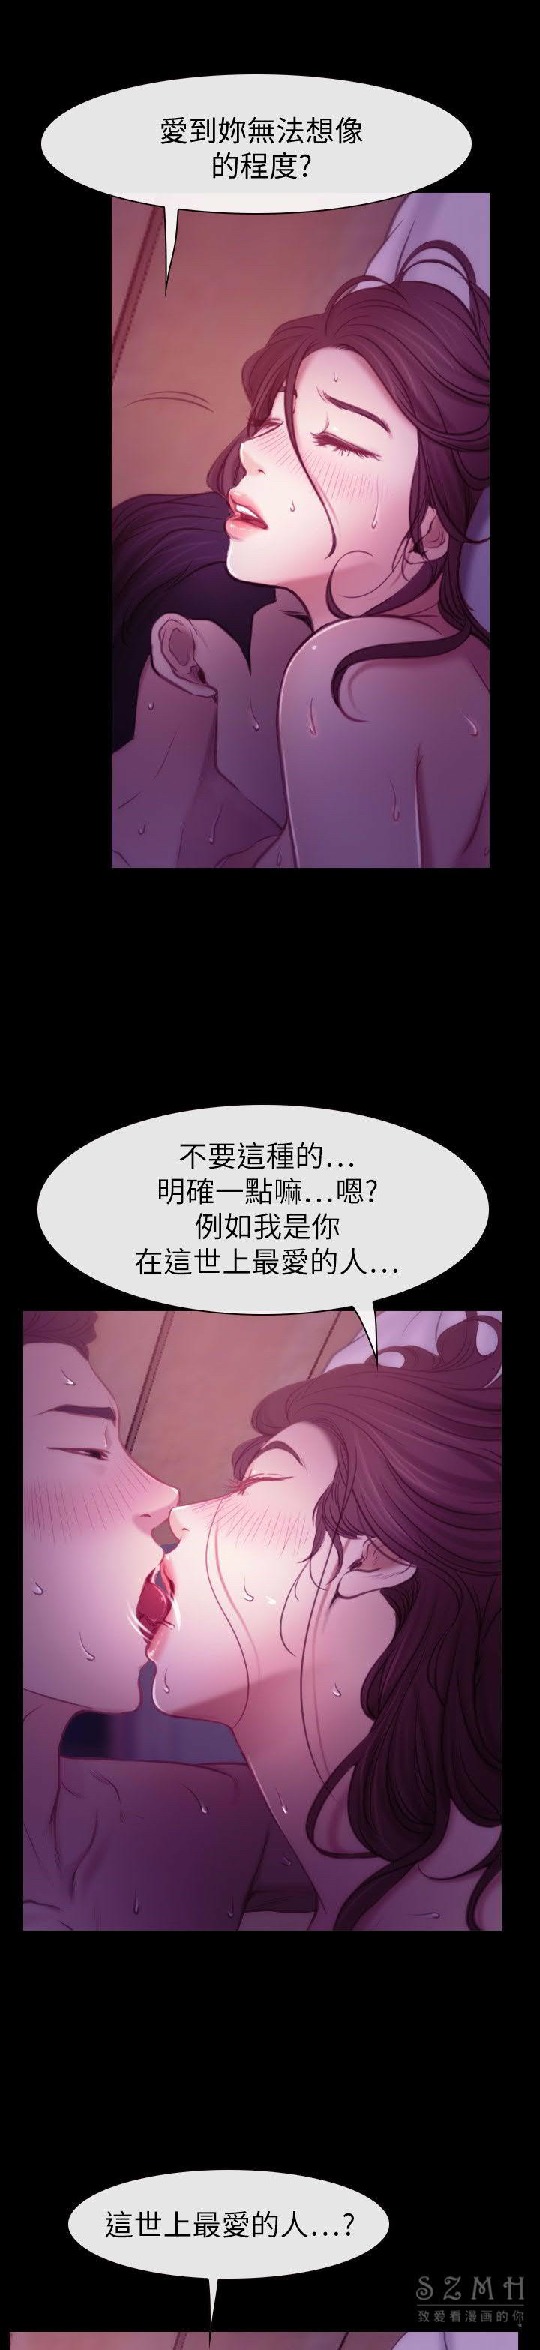 愛到妳無法想像
的程度?
不要這種的...
明確一點嘛...嗯?
例如我是你
在這世上最愛的人...
這世上最愛的人...?
SZMH
致愛看漫画的你